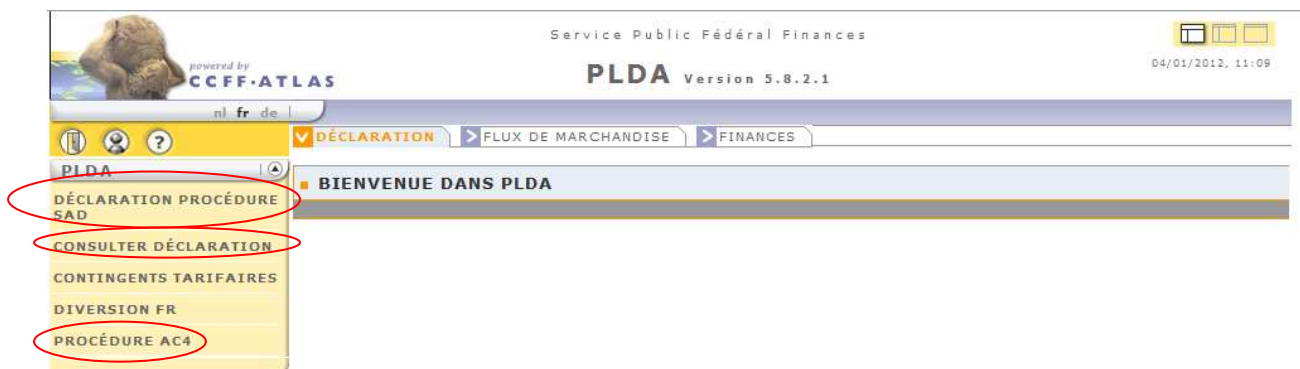 Service Public Fédéral Finances
powered by
CCFF·ATLAS
PLDA Version 5.8.2.1
04/01/2012, 11:09
nl fr de
?
DÉCLARATION
FLUX DE MARCHANDISE
FINANCES
PLDA
BIENVENUE DANS PLDA
DÉCLARATION PROCÉDURE
SAD
CONSULTER DÉCLARATION
CONTINGENTS TARIFAIRES
DIVERSION FR
PROCÉDURE AC4